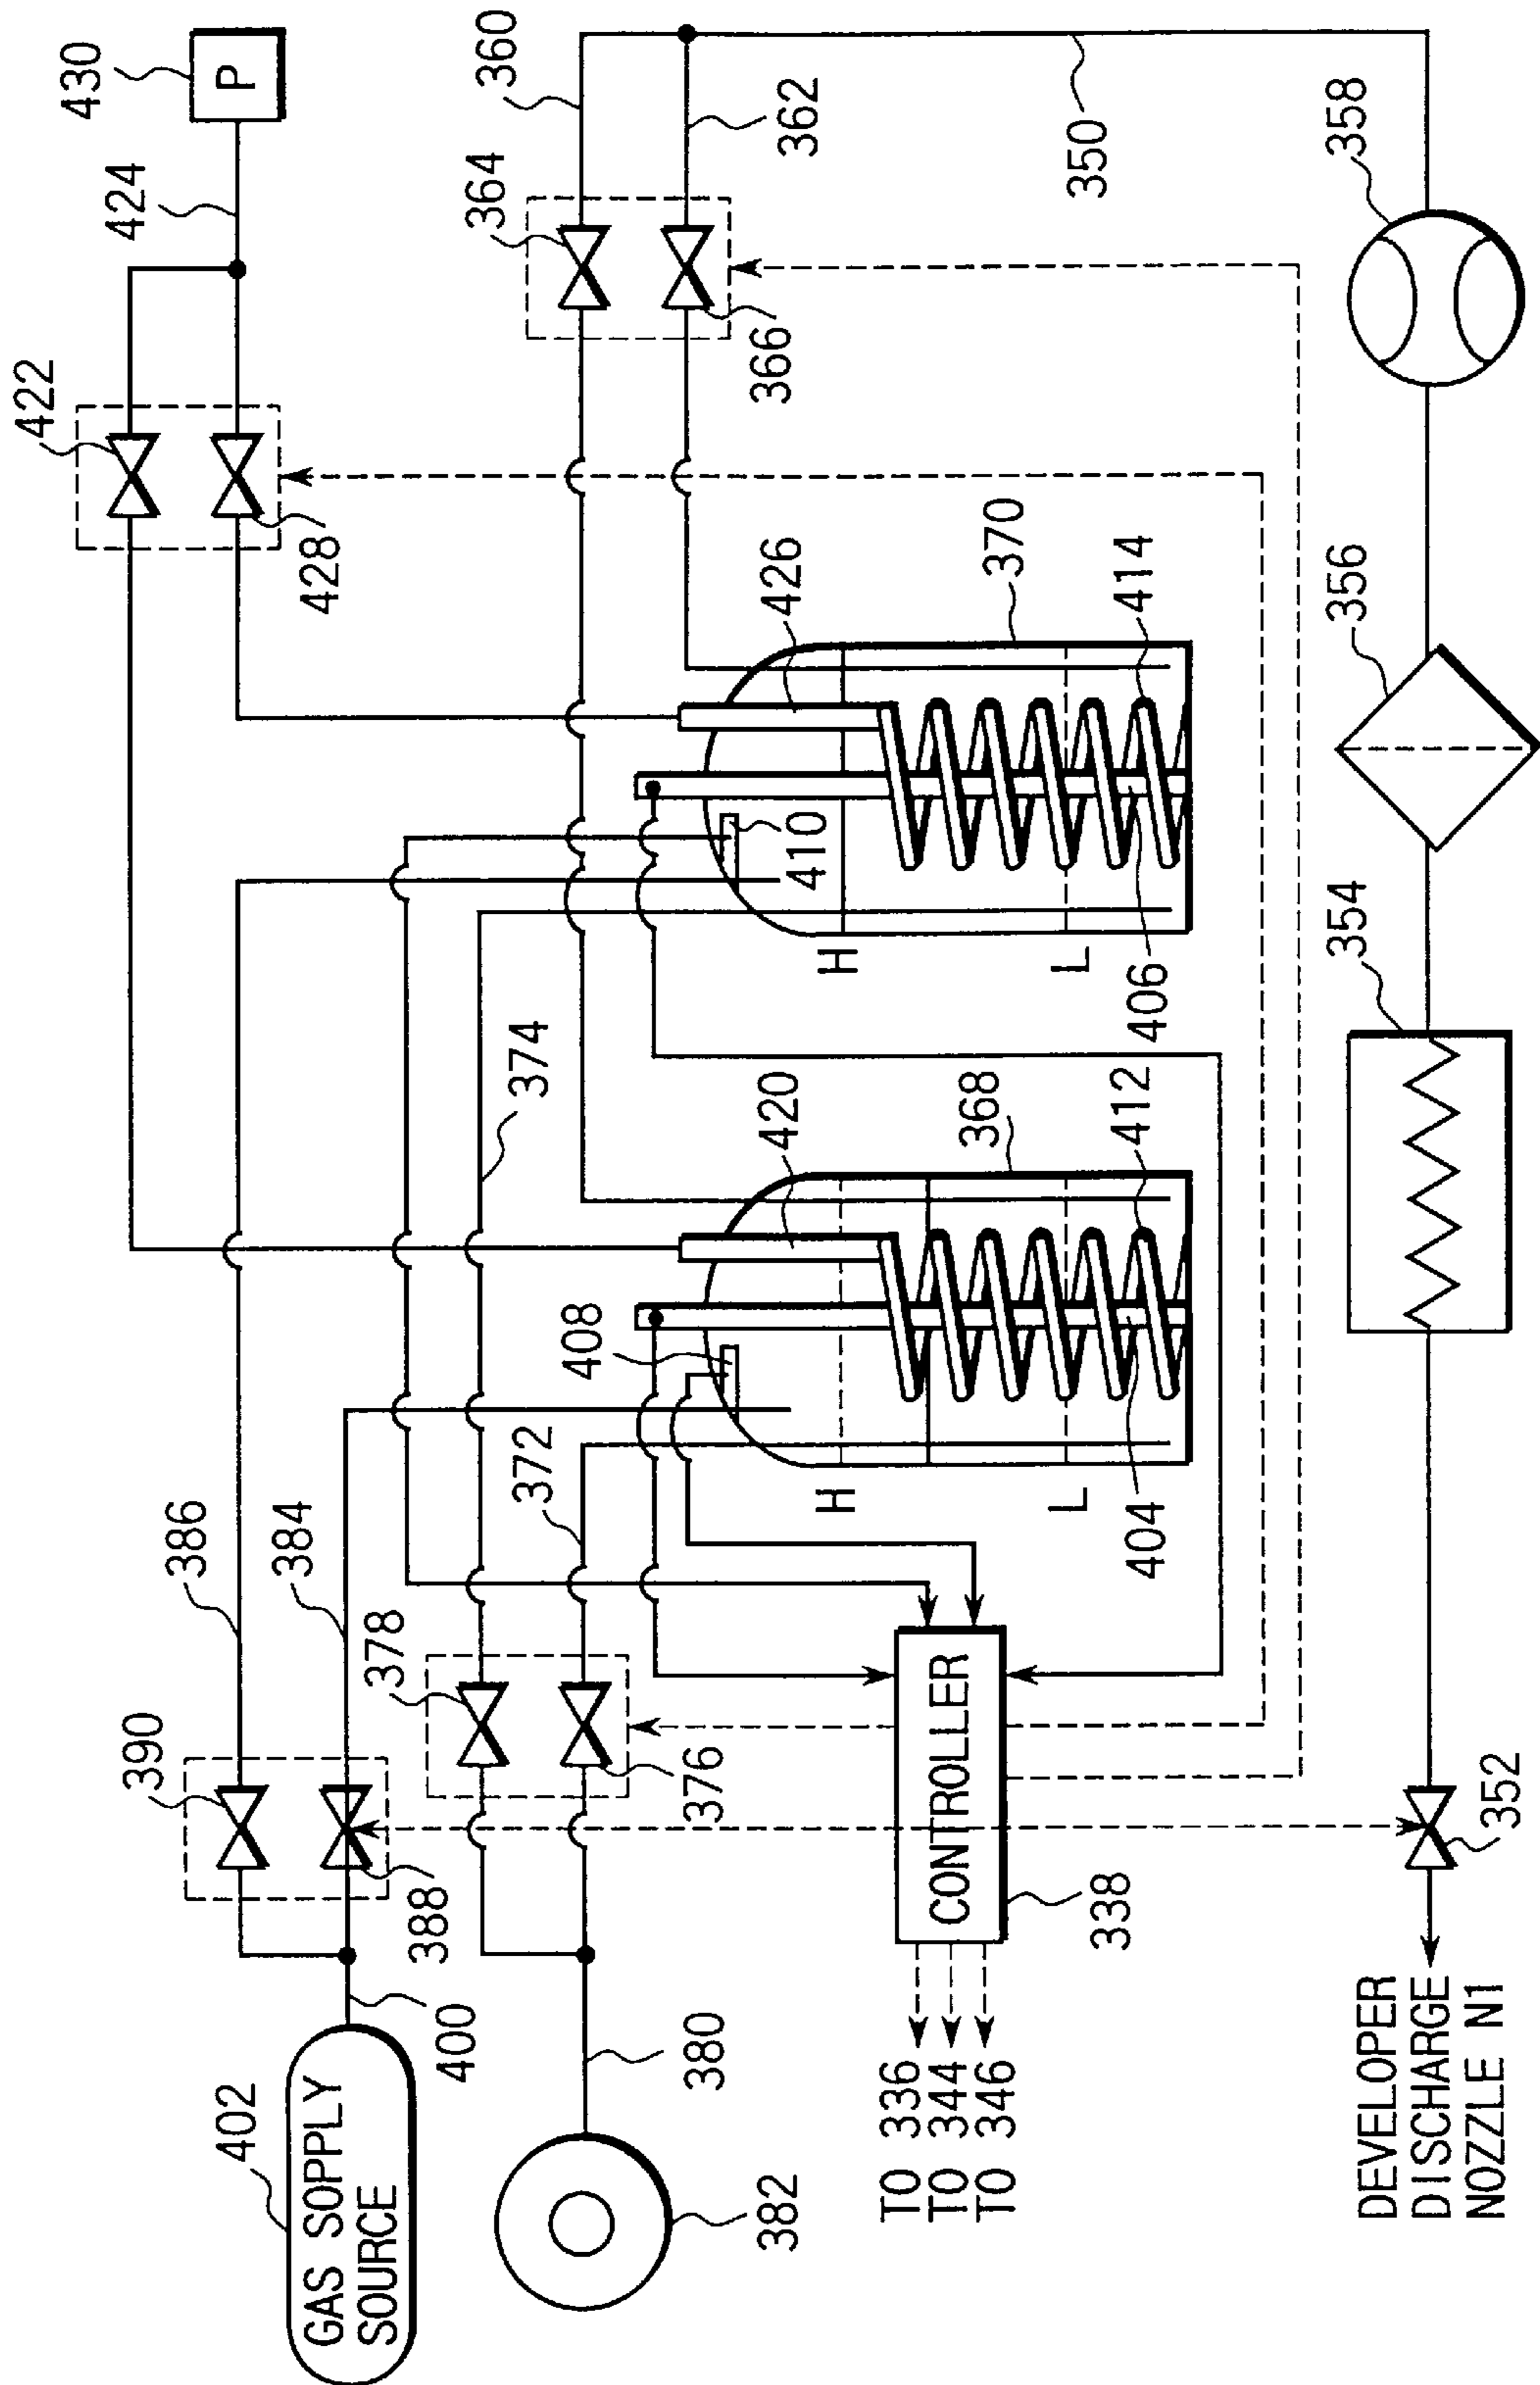 402
GAS SOPPLY
SOURCE
400
390
388
386
384
422
428
424
430
P
382
380
378
376
372
374
364
366
360
362
350
408
420
368
412
404
H
L
410
426
370
414
406
H
L
CONTROLLER
338
TO 336
TO 344
TO 346
DEVELOPER
DISCHARGE
NOZZLE N1
352
354
356
358